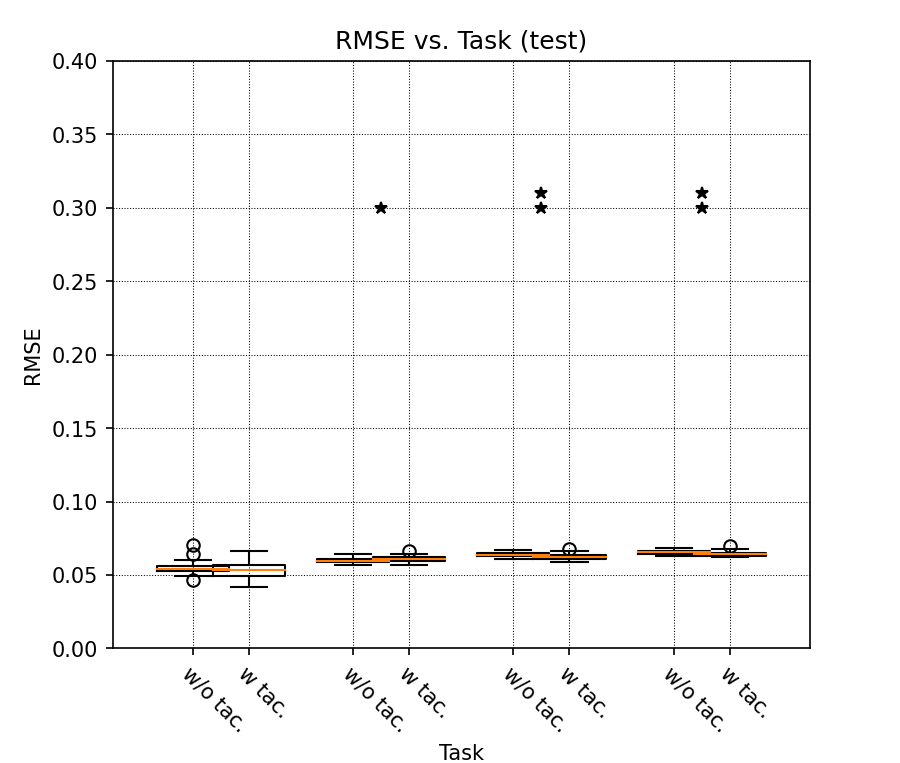 RMSE vs. Task (test)
0.40
0.35
0.30
0.25
0.20
0.15
0.10
0.05
0.00
RMSE
w/o tac.
w tac.
w/o tac.
w tac.
w/o tac.
w tac.
w/o tac.
w tac.
Task